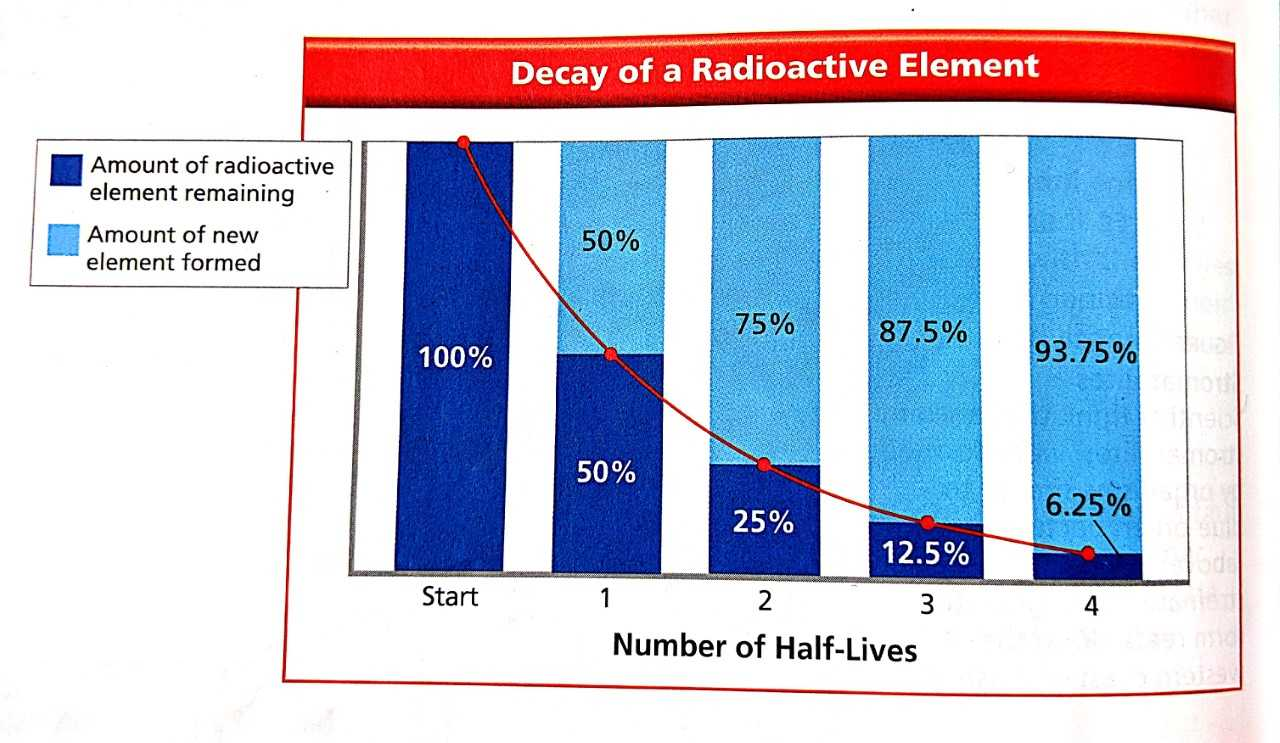 Decay of a Radioactive Element
Amount of radioactive
element remaining
Amount of new
element formed
100%
50%
50%
75%
25%
87.5%
12.5%
93.75%
6.25%
Start
1
2
3
4
Number of Half-Lives